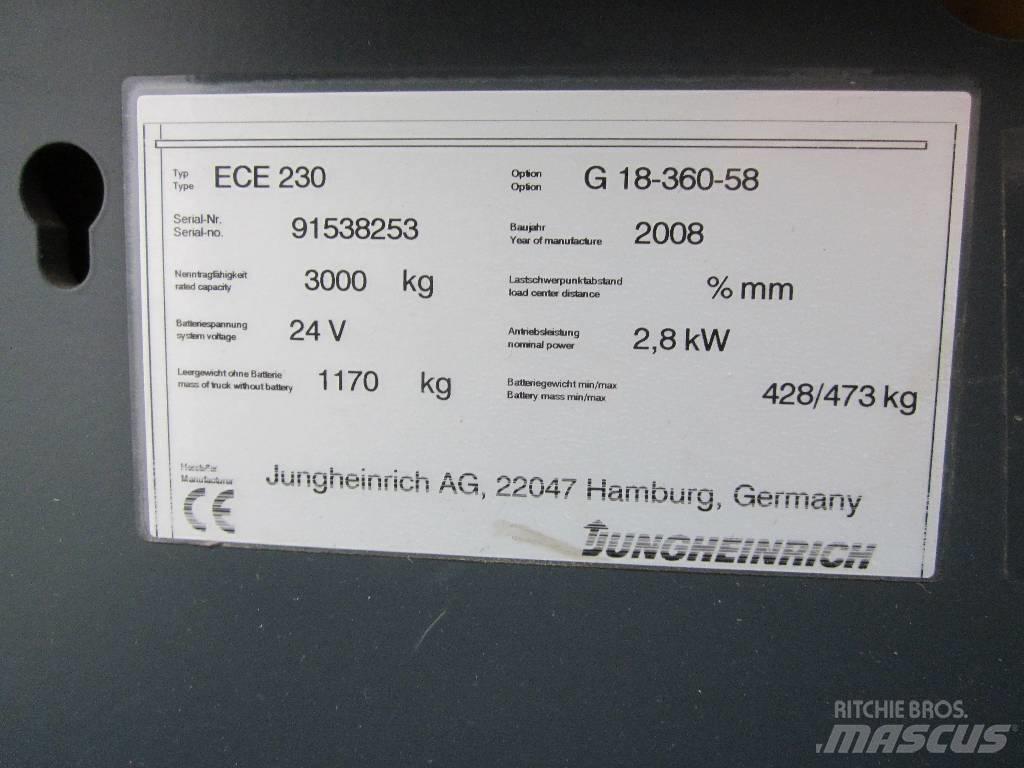 Typ
Type ECE 230
Option
Option G 18-360-58
Serial-Nr.
Serial-no. 91538253
Baujahr
Year of manufacture 2008
Nenntragfähigkeit
rated capacity 3000 kg
Lastschwerpunktabstand
load center distance % mm
Batteriespannung
system voltage 24 V
Antriebsleistung
nominal power 2,8 kW
Leergewicht ohne Batterie
mass of truck without battery 1170 kg
Batteriegewicht min/max
Battery mass min/max 428/473 kg
Hersteller
Manufacturer
Jungheinrich AG, 22047 Hamburg, Germany
CE
JUNGHEINRICH
RITCHIE BROS.
MASCUS